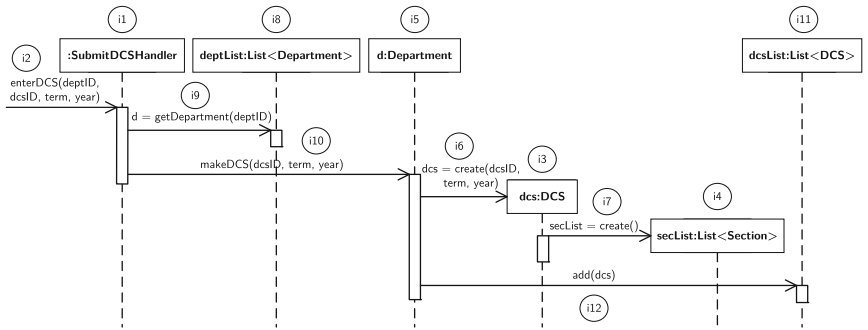 i1
i8
i5
i11
:SubmitDCSHandler
deptList:List<Department>
d:Department
dcsList:List<DCS>
i2
enterDCS(deptID,
dcsID, term, year)
i9
d = getDepartment(deptID)
i10
makeDCS(dcsID, term, year)
i6
dcs = create(dcsID,
term, year)
i3
dcs:DCS
i7
secList = create()
i4
secList:List<Section>
add(dcs)
i12